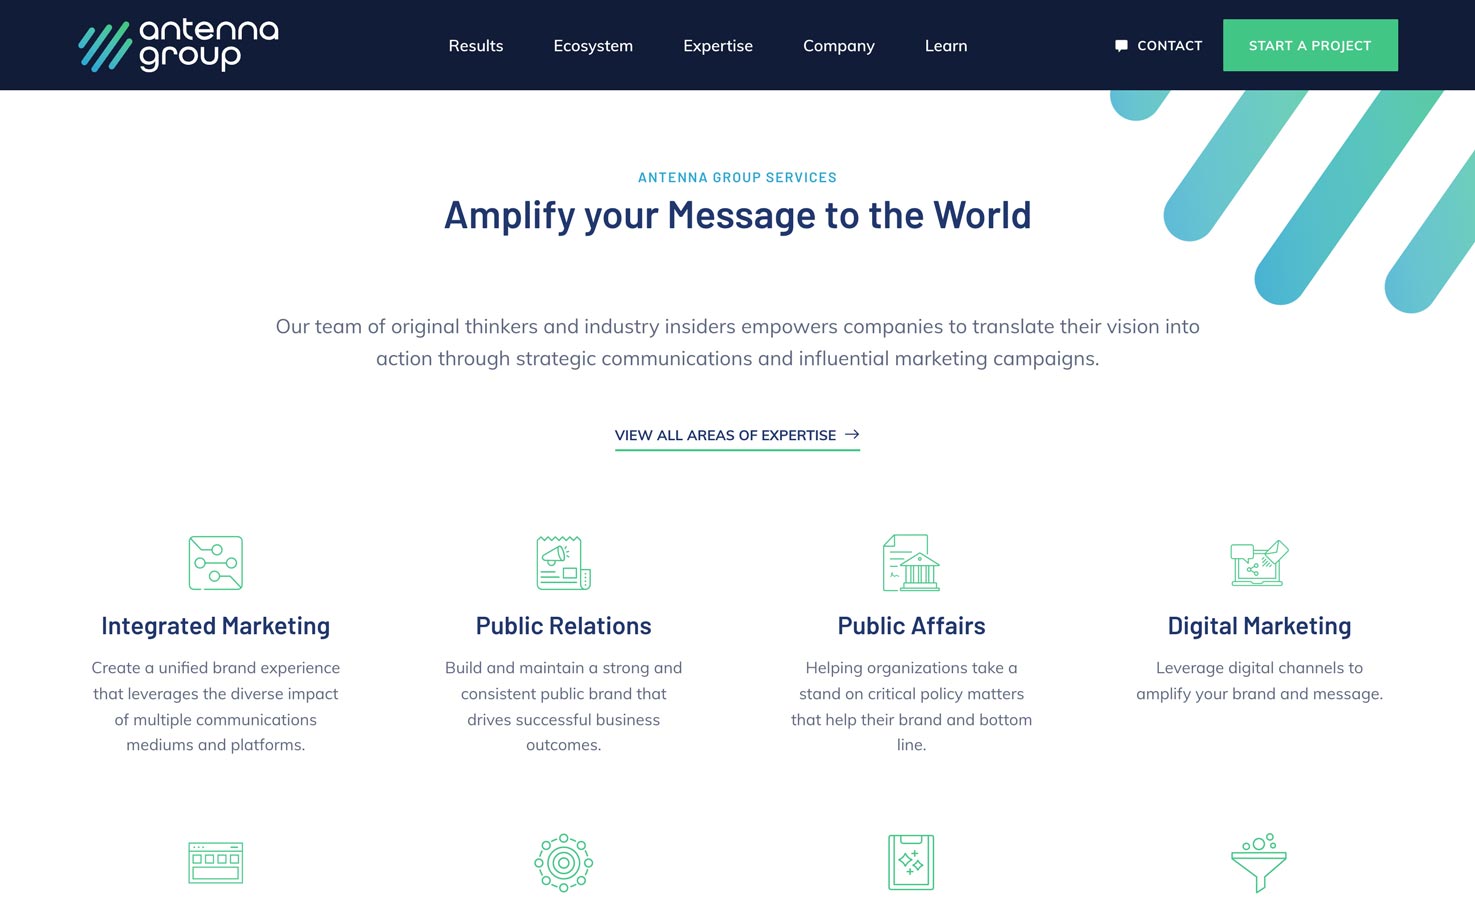 antenna
group
Results
Ecosystem
Expertise
Company
Learn
CONTACT
START A PROJECT
ANTENNA GROUP SERVICES
Amplify your Message to the World
Our team of original thinkers and industry insiders empowers companies to translate their vision into
action through strategic communications and influential marketing campaigns.
VIEW ALL AREAS OF EXPERTISE
Integrated Marketing
Create a unified brand experience
that leverages the diverse impact
of multiple communications
mediums and platforms.
Public Relations
Build and maintain a strong and
consistent public brand that
drives successful business
outcomes.
Public Affairs
Helping organizations take a
stand on critical policy matters
that help their brand and bottom
line.
Digital Marketing
Leverage digital channels to
amplify your brand and message.